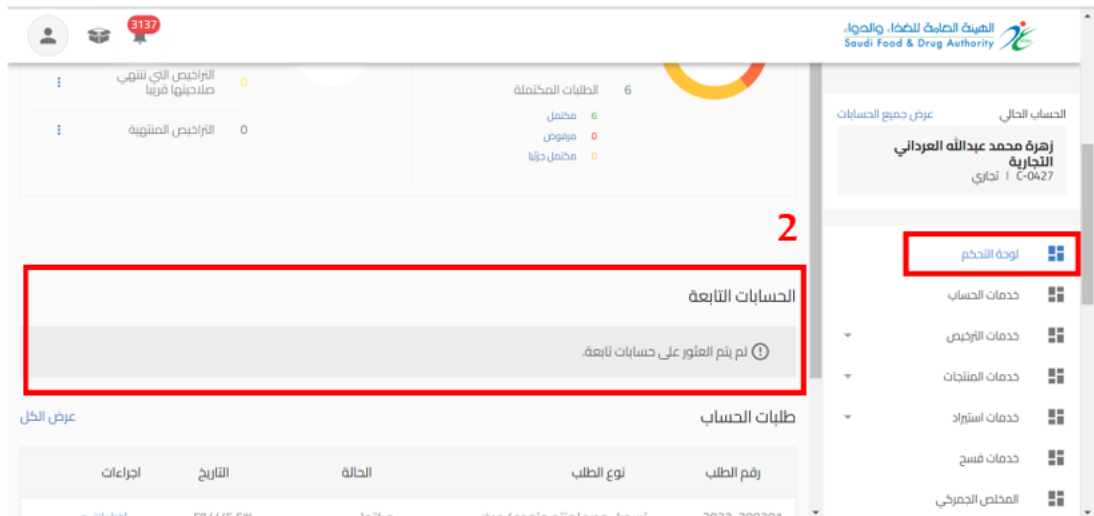 3137
الهيئة العامة للغذاء والدواء
Saudi Food & Drug Authority
الحساب الحالي
عرض جميع الحسابات
زهرة محمد عبدالله العرداني
التجارية
C-0427 | تجاري
لوحة التحكم
خدمات الحساب
خدمات الترخيص
خدمات المنتجات
خدمات استيراد
خدمات فسح
المخلص الجمركي
6 الطلبات المكتملة
6 مكتمل
0 مرفوض
0 مكتمل جزئيا
0 التراخيص التي تنتهي
صلاحيتها قريبا
0 التراخيص المنتهية
2
الحسابات التابعة
لم يتم العثور على حسابات تابعة.
طلبات الحساب
عرض الكل
رقم الطلب
نوع الطلب
الحالة
التاريخ
اجراءات